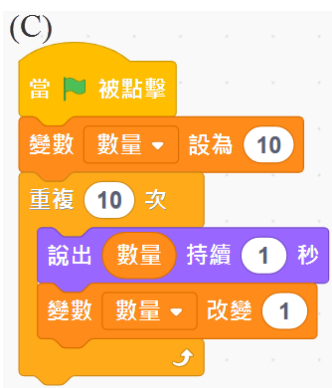 (C)
當 被點擊
變數 數量 設為 10
重複 10 次
說出 數量 持續 1 秒
變數 數量 改變 1